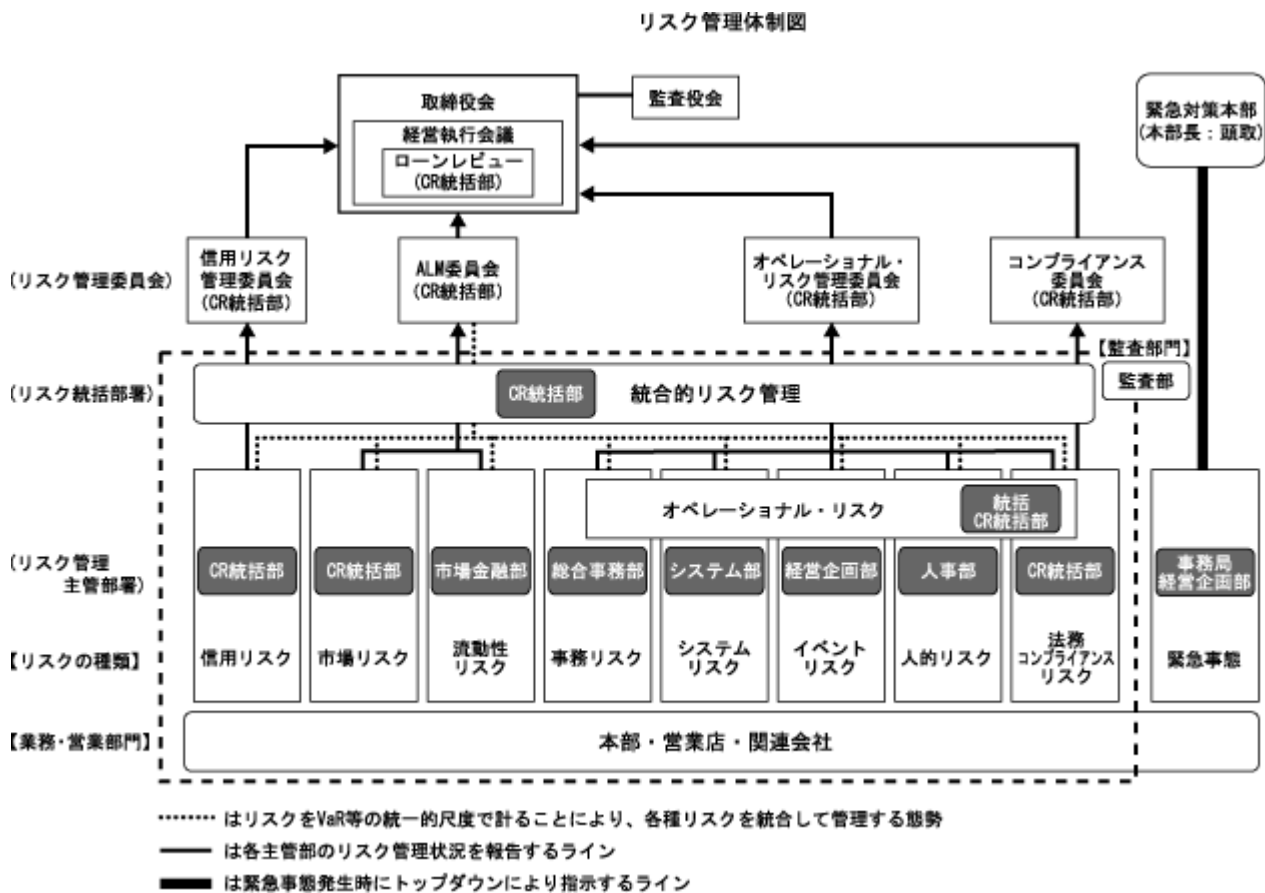 リスク管理体制図
取締役会
監査役会
緊急対策本部
(本部長：頭取)
経営執行会議
ローンレビュー
(CR統括部)
(リスク管理委員会)
信用リスク
管理委員会
(CR統括部)
ALM委員会
(CR統括部)
オペレーショナル・
リスク管理委員会
(CR統括部)
コンプライアンス
委員会
(CR統括部)
【監査部門】
監査部
(リスク統括部署)
CR統括部
統合的リスク管理
オペレーショナル・リスク
統括
CR統括部
(リスク管理
主管部署)
CR統括部
CR統括部
市場金融部
総合事務部
システム部
経営企画部
人事部
CR統括部
事務局
経営企画部
【リスクの種類】
信用リスク
市場リスク
流動性
リスク
事務リスク
システム
リスク
イベント
リスク
人的リスク
法務
コンプライアンス
リスク
緊急事態
【業務・営業部門】
本部・営業店・関連会社
はリスクをVaR等の統一的尺度で計ることにより、各種リスクを統合して管理する態勢
は各主管部のリスク管理状況を報告するライン
は緊急事態発生時にトップダウンにより指示するライン